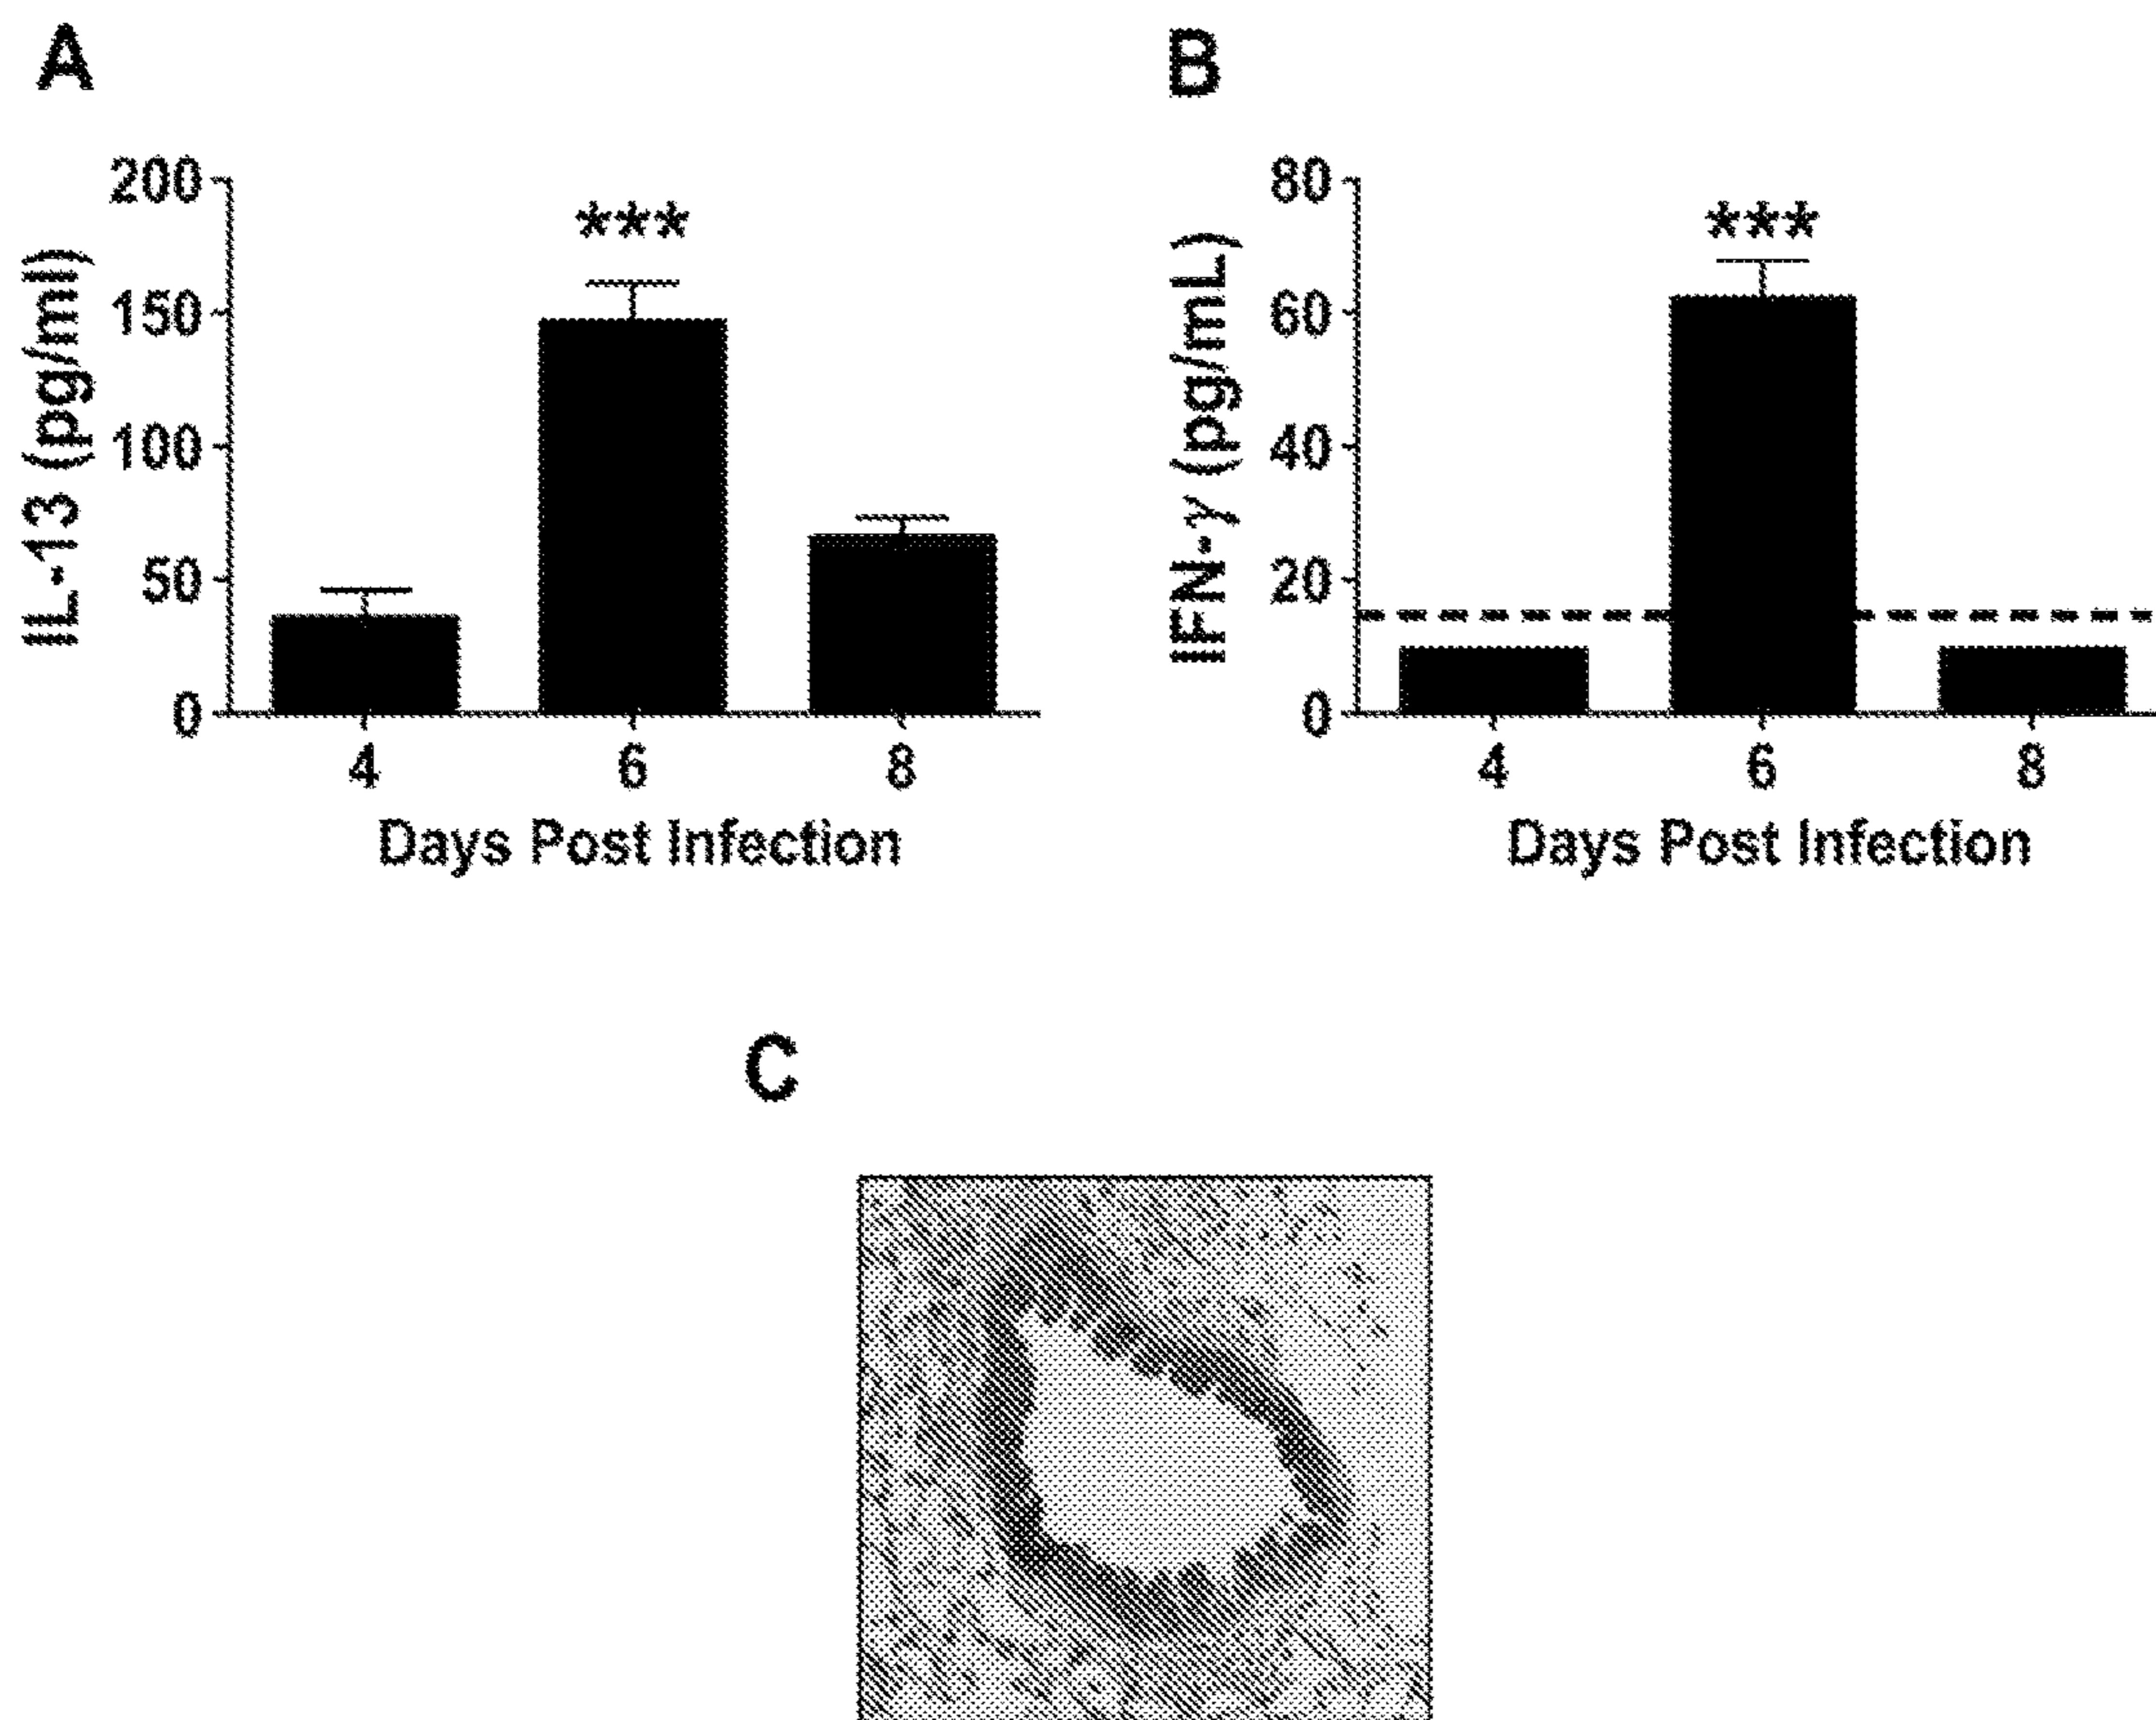 A
200
150
100
50
0
IL-13 (pg/ml)
***
4 6 8
Days Post Infection
B
80
60
40
20
0
IFN-γ (pg/mL)
***
4 6 8
Days Post Infection
C